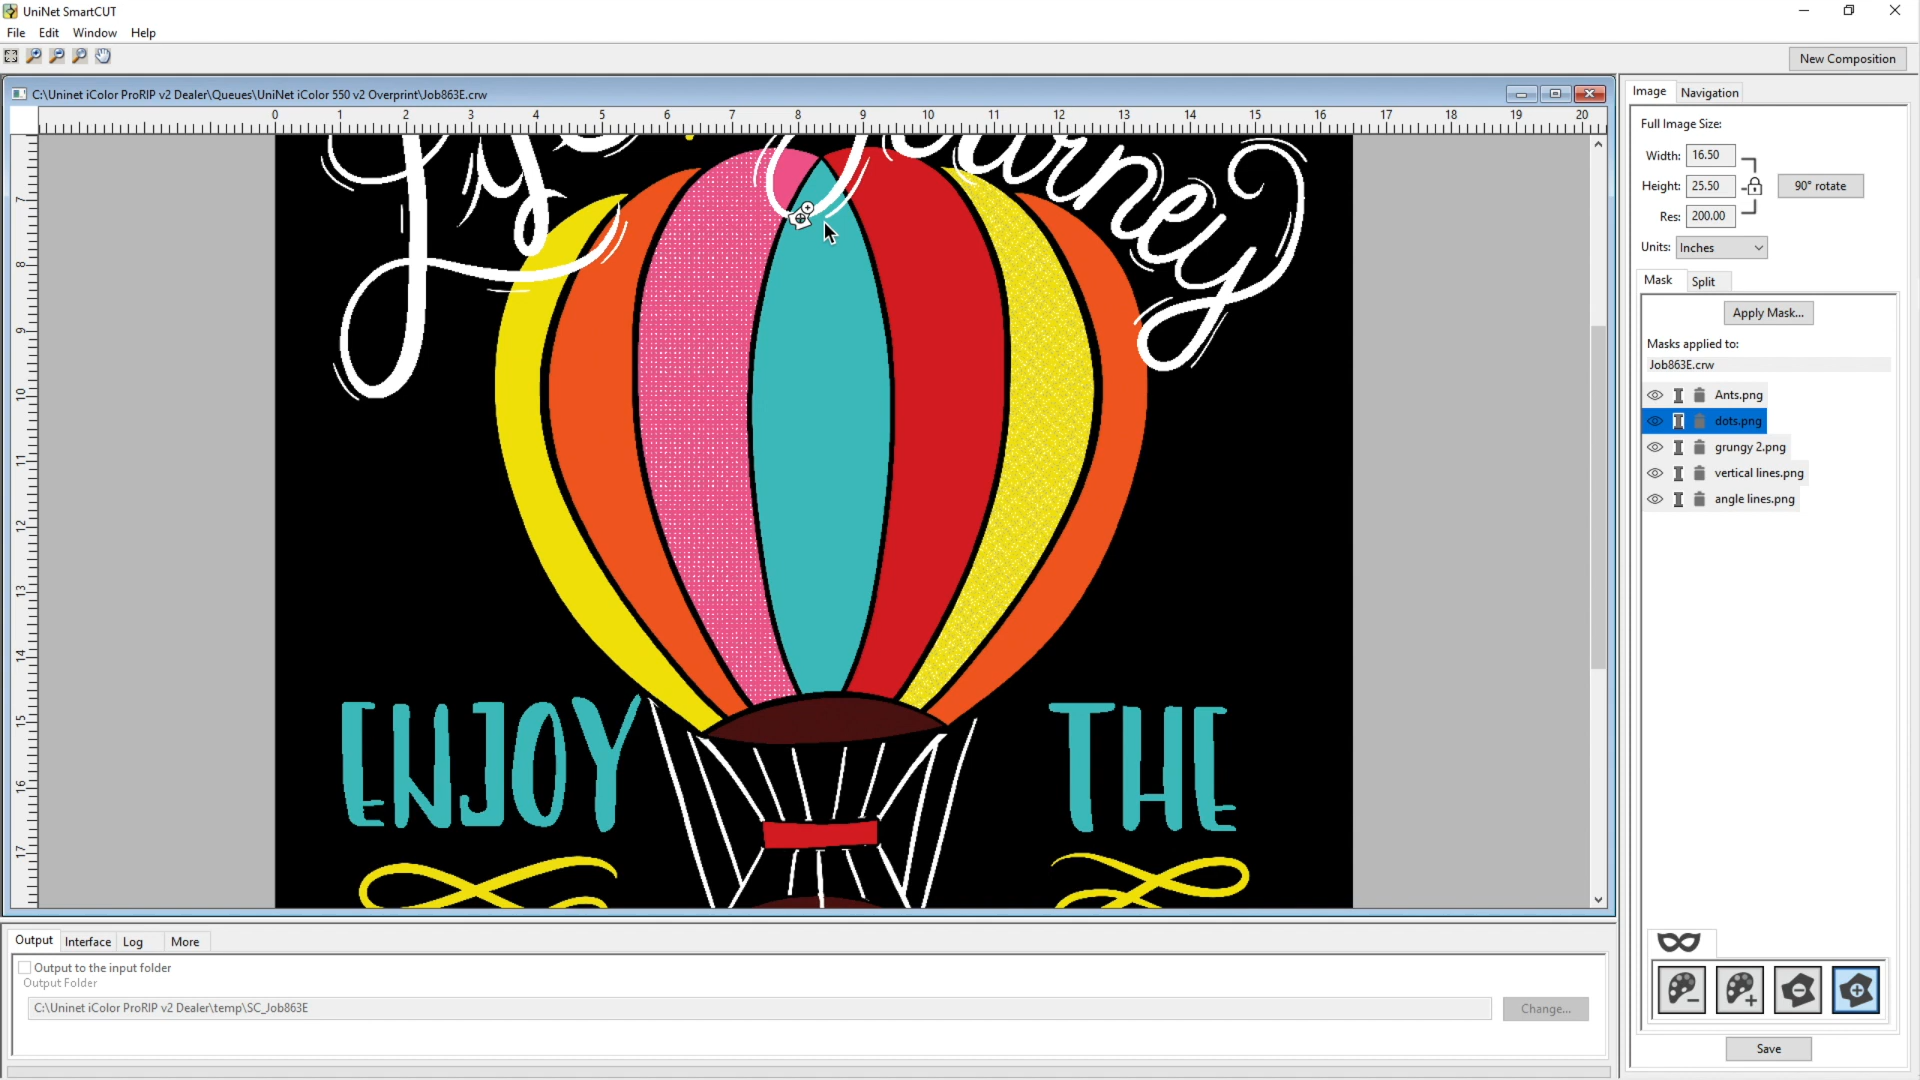 UniNet SmartCUT
File Edit Window Help
New Composition
C:\Uninet iColor ProRIP v2 Dealer\Queues\UniNet iColor 550 v2 Overprint\Job863E.crw
0 1 2 3 4 5 6 7 8 9 10 11 12 13 14 15 16 17 18 19 20
7
8
9
10
11
12
13
14
15
16
17
ENJOY THE
Image Navigation
Full Image Size:
Width: 16.50
Height: 25.50
90° rotate
Res: 200.00
Units: Inches
Mask Split
Apply Mask...
Masks applied to:
Job863E.crw
Ants.png
dots.png
grungy 2.png
vertical lines.png
angle lines.png
Save
Output Interface Log More
Output to the input folder
Output Folder
C:\Uninet iColor ProRIP v2 Dealer\temp\SC_Job863E
Change...